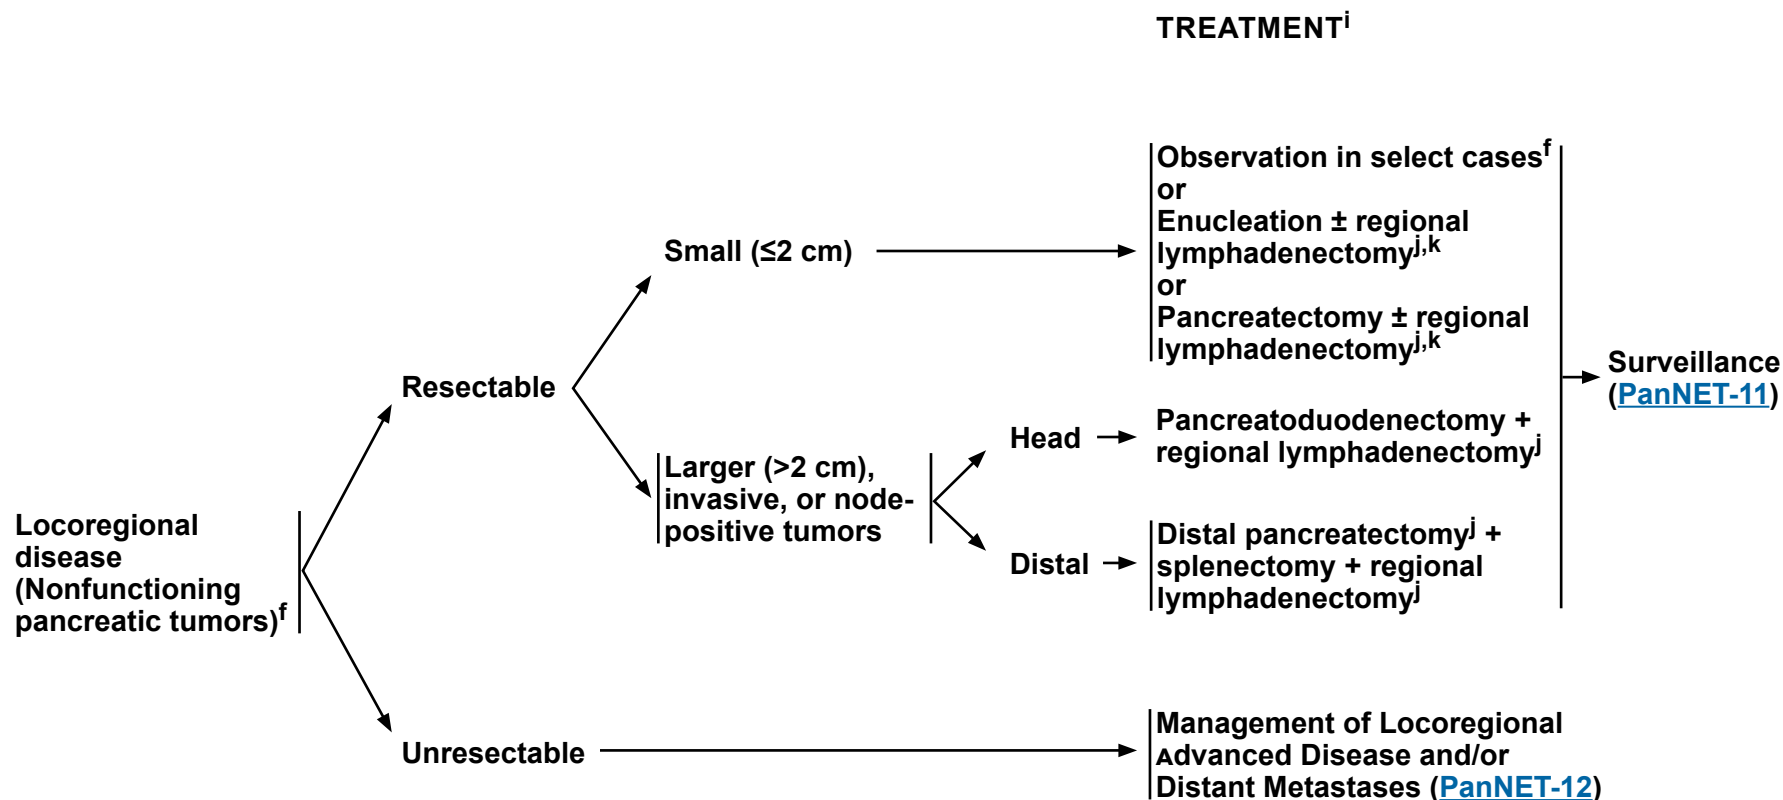 TREATMENTi
Locoregional
disease
(Nonfunctioning
pancreatic tumors)f
Resectable
Small (≤2 cm)
Observation in select casesf
or
Enucleation ± regional
lymphadenectomyj,k
or
Pancreatectomy ± regional
lymphadenectomyj,k
Larger (>2 cm),
invasive, or node-
positive tumors
Head
Pancreatoduodenectomy +
regional lymphadenectomyj
Distal
Distal pancreatectomyj +
splenectomy + regional
lymphadenectomyj
Surveillance
(PanNET-11)
Unresectable
Management of Locoregional
Advanced Disease and/or
Distant Metastases (PanNET-12)